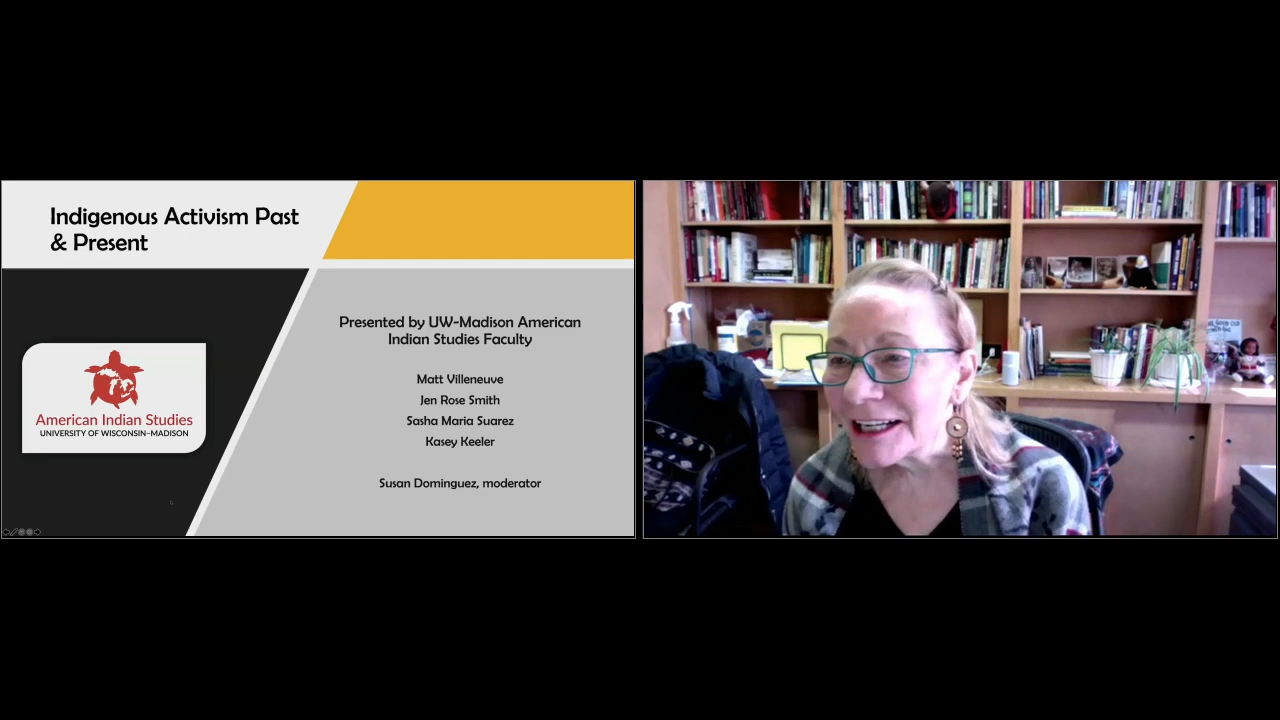 Indigenous Activism Past
& Present
Presented by UW-Madison American
Indian Studies Faculty
Matt Villeneuve
Jen Rose Smith
Sasha Maria Suarez
Kasey Keeler
Susan Dominguez, moderator
American Indian Studies
UNIVERSITY OF WISCONSIN–MADISON